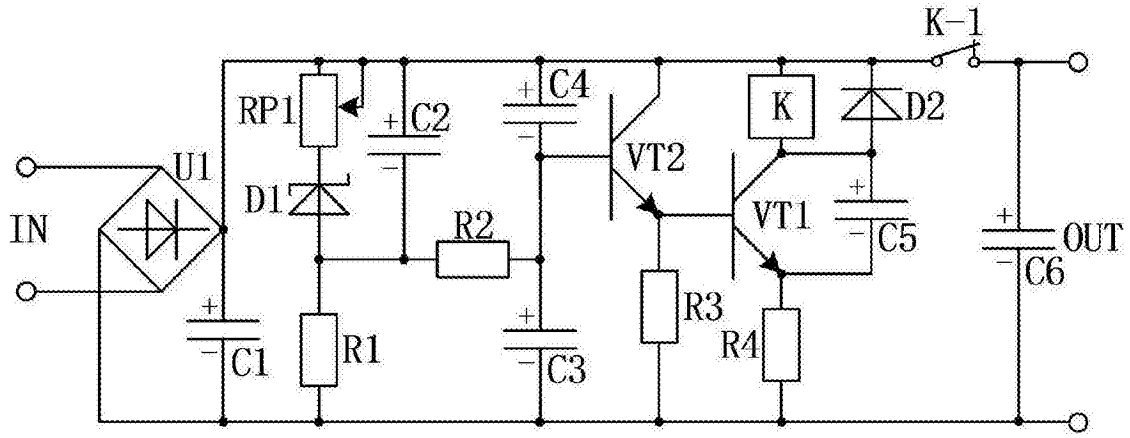 K-1
RP1
+
C2
-
+
C4
-
K
D2
U1
D1
VT2
IN
R2
VT1
+
-
C5
+
-
C6
OUT
+
-
C1
R1
+
-
C3
R3
R4